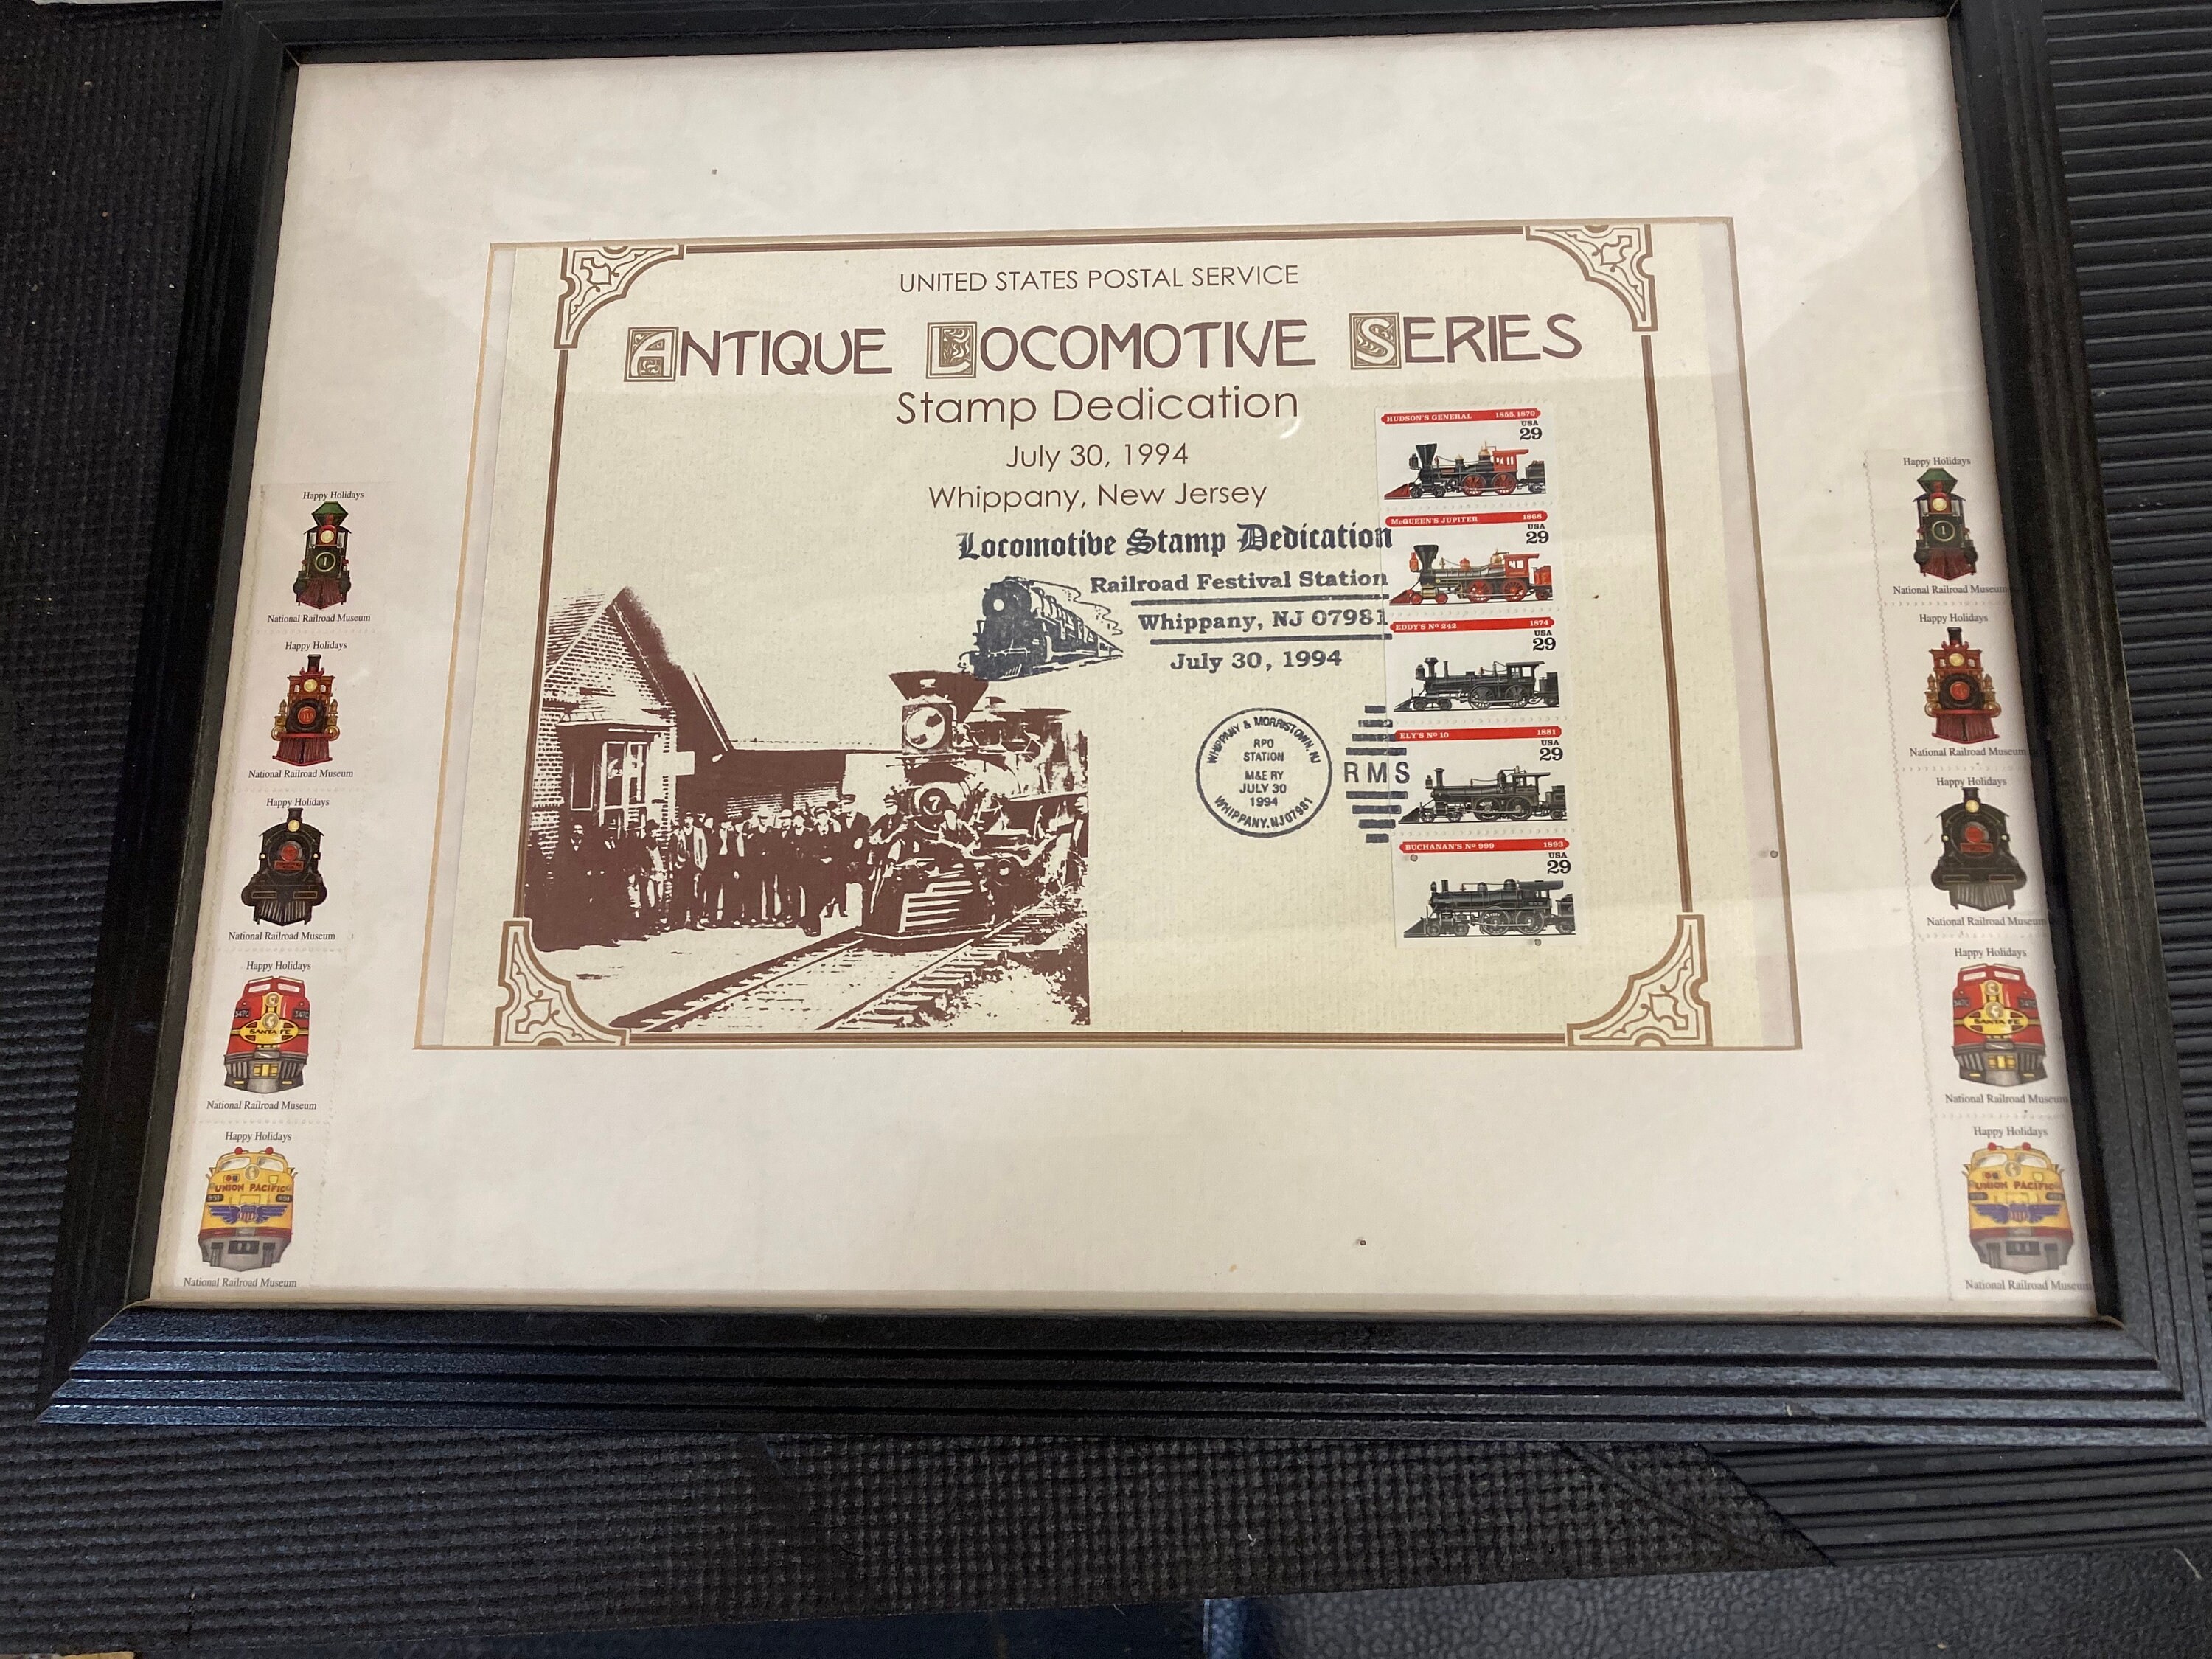 UNITED STATES POSTAL SERVICE
ANTIQUE LOCOMOTIVE SERIES
Stamp Dedication
July 30, 1994
Whippany, New Jersey
Locomotive Stamp Dedication
Railroad Festival Station
Whippany, NJ 07981
July 30, 1994
WHIPPANY & MORRISTOWN, NJ
RPO
STATION
M&E RY
JULY 30
1994
WHIPPANY, NJ 07981
RMS
HUDSON'S GENERAL 1855, 1870
USA
29
McQUEEN'S JUPITER 1868
USA
29
EDDY'S Nº 242 1874
USA
29
ELY'S Nº 10 1881
USA
29
BUCHANAN'S Nº 999 1893
USA
29
7
Happy Holidays
National Railroad Museum
Happy Holidays
National Railroad Museum
Happy Holidays
National Railroad Museum
Happy Holidays
SANTA FE
National Railroad Museum
Happy Holidays
UNION PACIFIC
National Railroad Museum
Happy Holidays
National Railroad Museum
Happy Holidays
National Railroad Museum
Happy Holidays
National Railroad Museum
Happy Holidays
SANTA FE
National Railroad Museum
Happy Holidays
UNION PACIFIC
National Railroad Museum